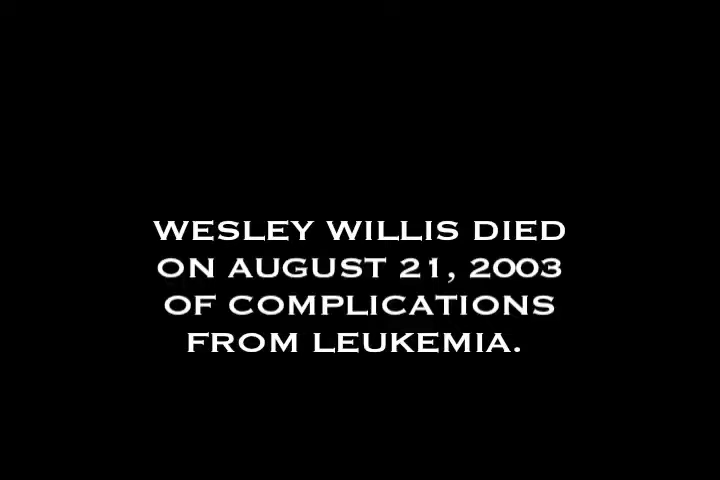 WESLEY WILLIS DIED
ON AUGUST 21, 2003
OF COMPLICATIONS
FROM LEUKEMIA.